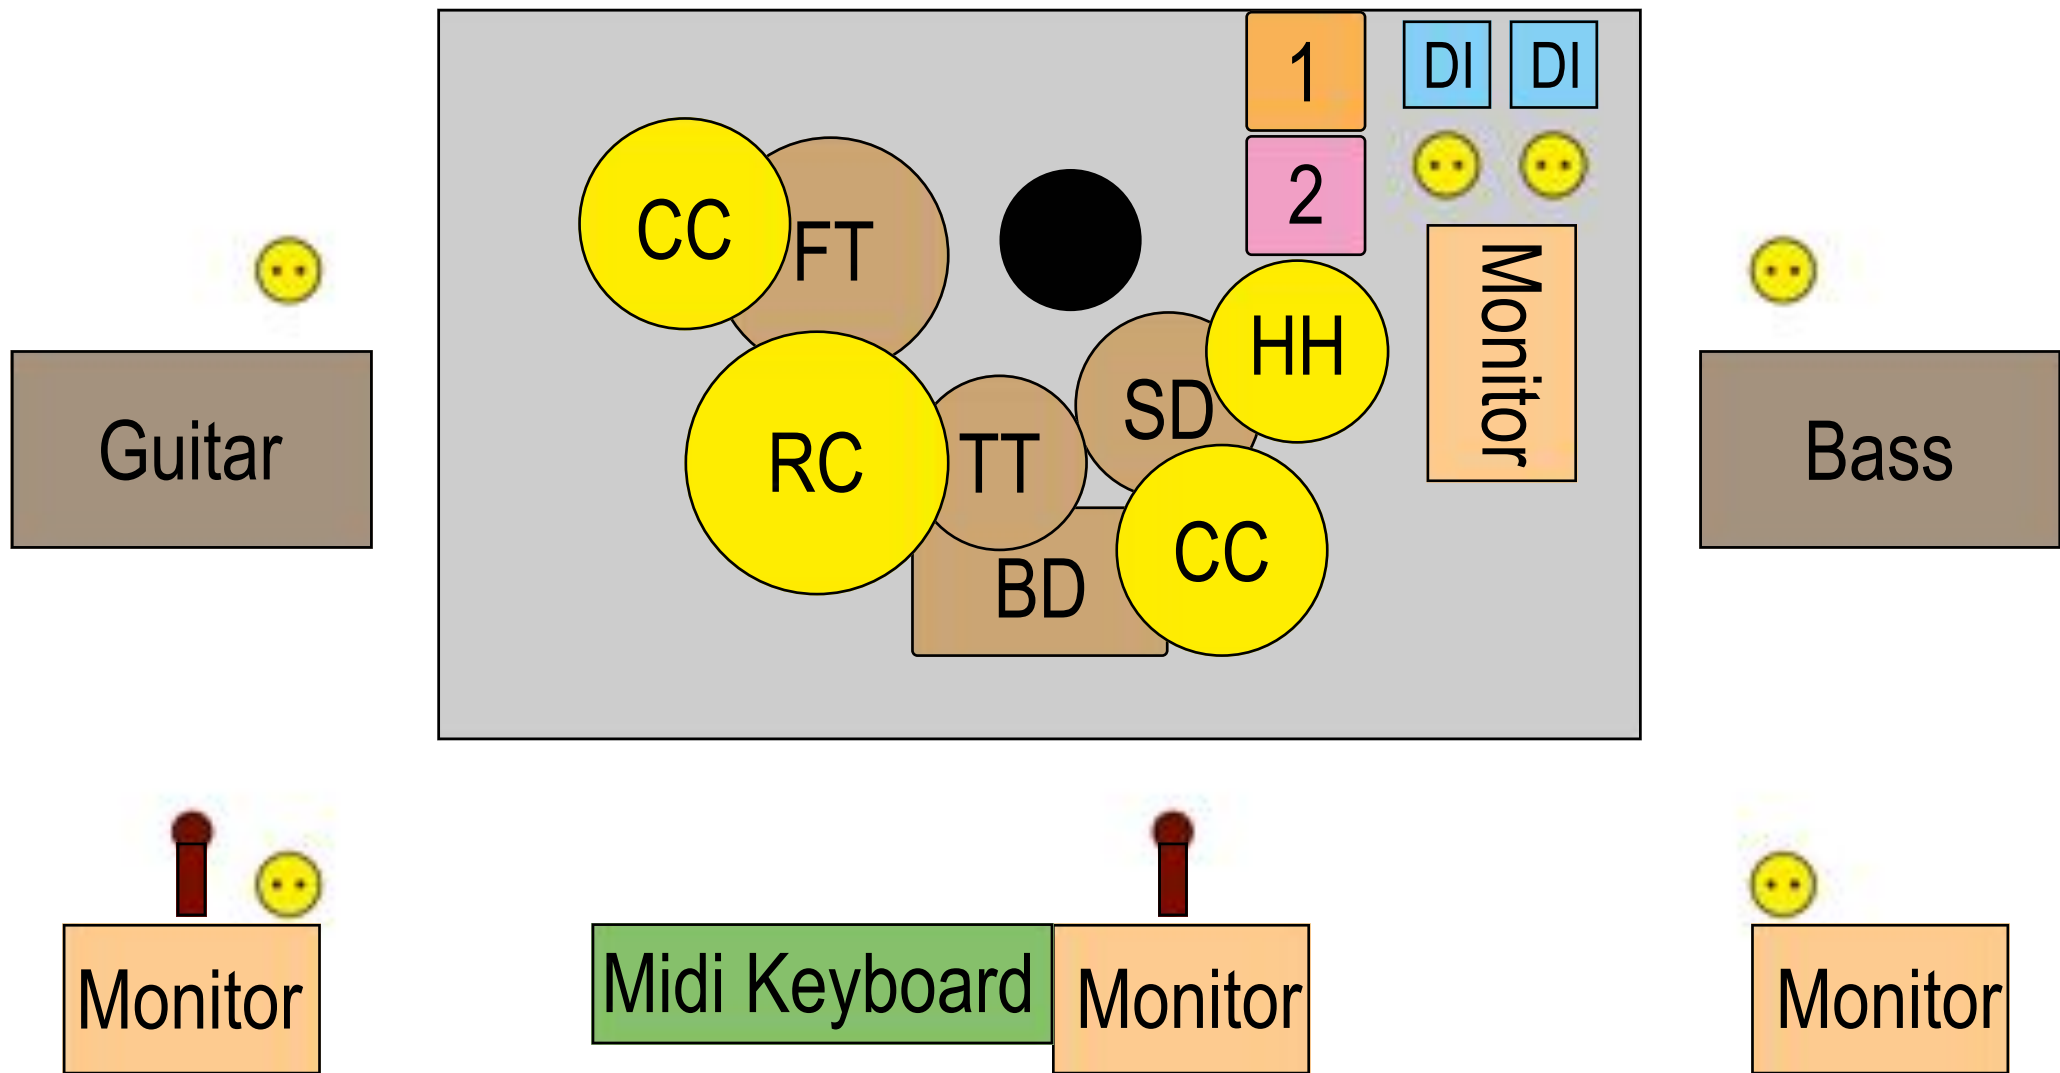 1
DI
DI
2
CC
FT
HH
Monitor
SD
Guitar
RC
TT
Bass
CC
BD
Monitor
Midi Keyboard
Monitor
Monitor